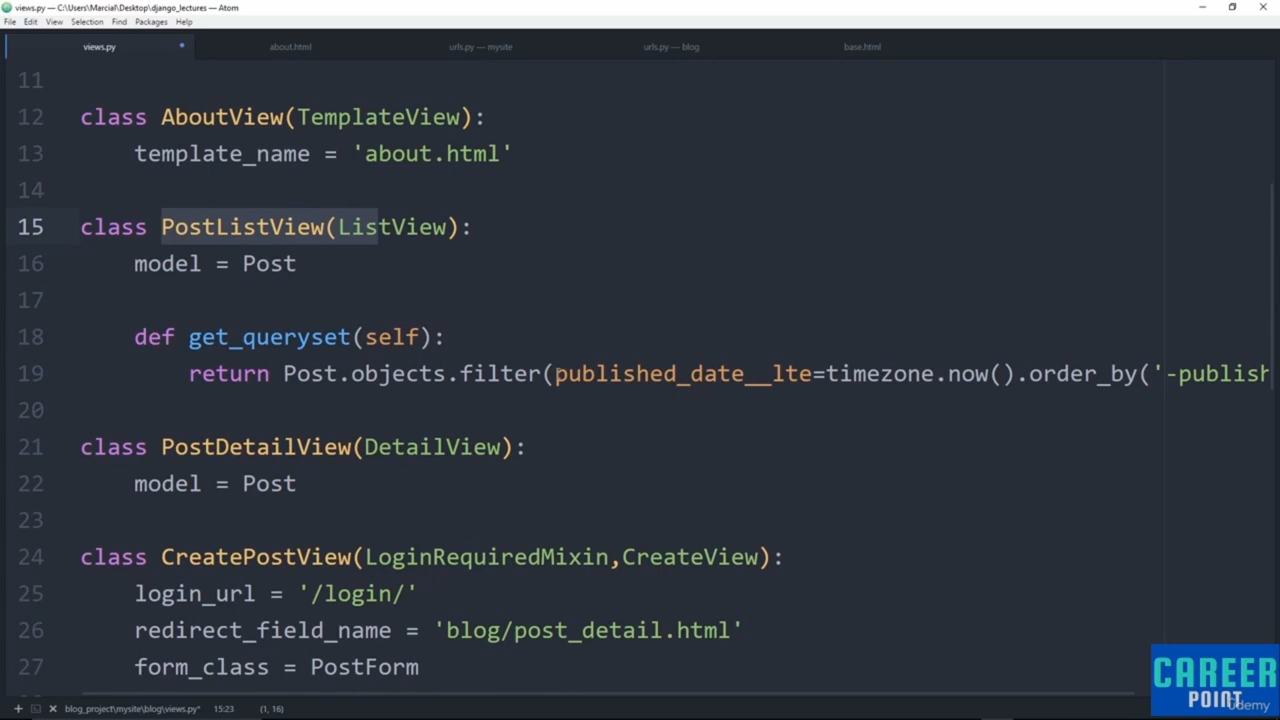 views.py — C:\Users\Marcial\Desktop\django_lectures — Atom
File Edit View Selection Find Packages Help
views.py about.html urls.py — mysite urls.py — blog base.html
11
12 class AboutView(TemplateView):
13 template_name = 'about.html'
14
15 class PostListView(ListView):
16 model = Post
17
18 def get_queryset(self):
19 return Post.objects.filter(published_date__lte=timezone.now().order_by('-publish
20
21 class PostDetailView(DetailView):
22 model = Post
23
24 class CreatePostView(LoginRequiredMixin,CreateView):
25 login_url = '/login/'
26 redirect_field_name = 'blog/post_detail.html'
27 form_class = PostForm
CAREER
POINT
udemy
blog_project\mysite\blog\views.py* 15:23 (1, 16)